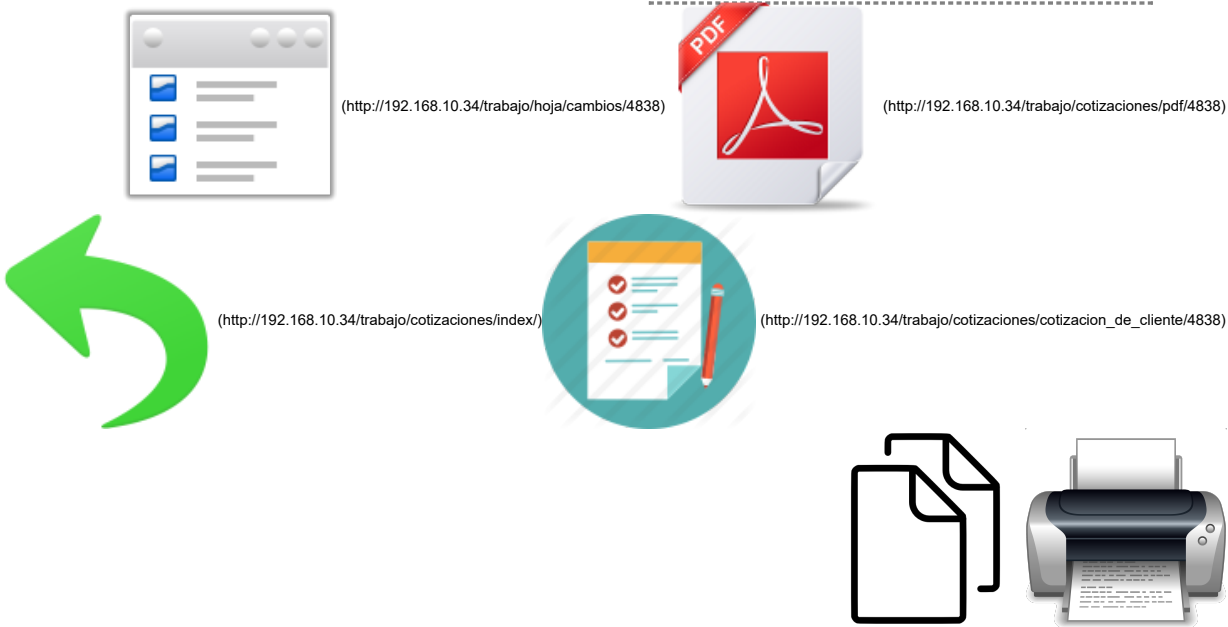 PDF
(http://192.168.10.34/trabajo/hoja/cambios/4838)
(http://192.168.10.34/trabajo/cotizaciones/pdf/4838)
(http://192.168.10.34/trabajo/cotizaciones/index/)
(http://192.168.10.34/trabajo/cotizaciones/cotizacion_de_cliente/4838)